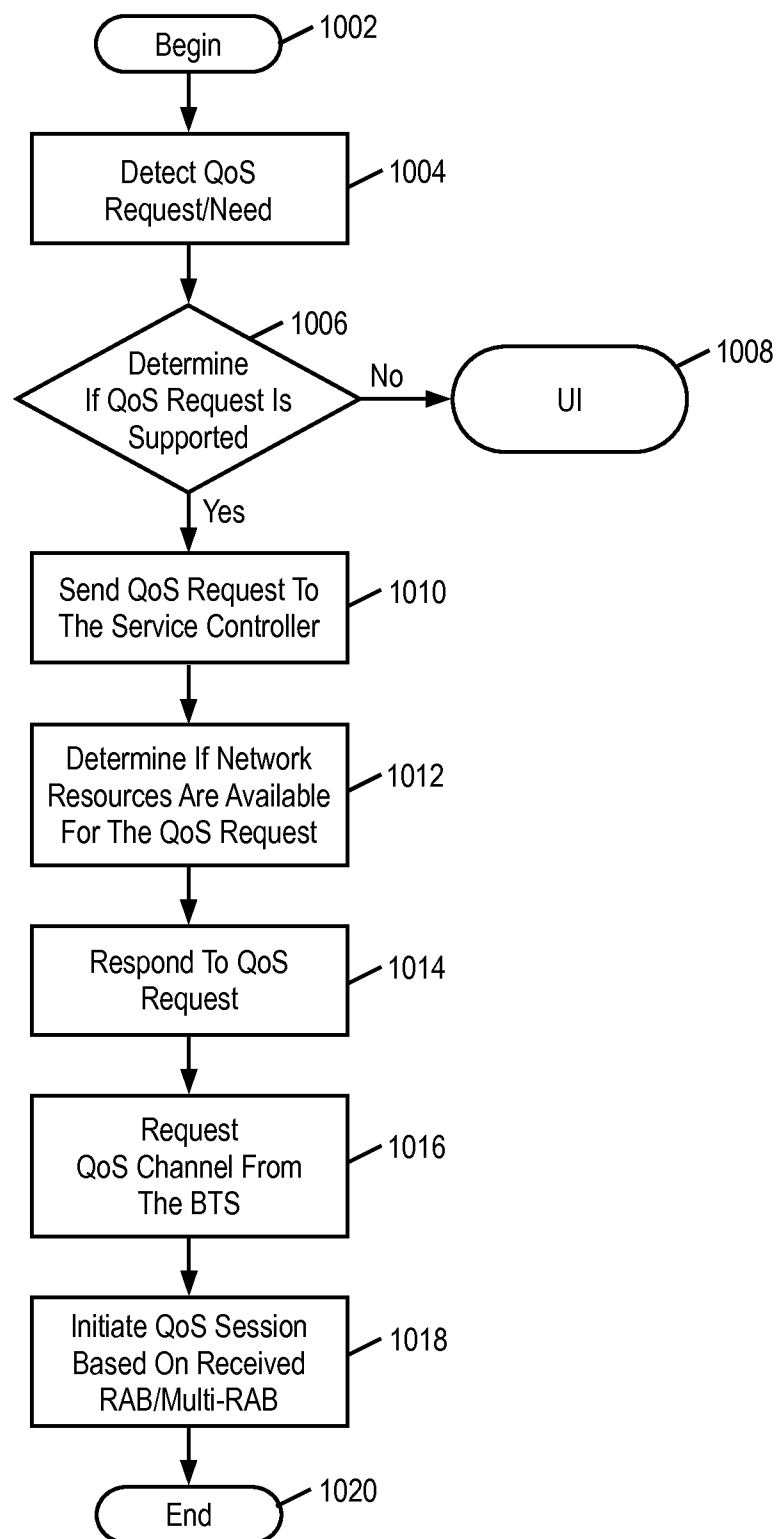 Begin
1002
Detect QoS
Request/Need
1004
1006
Determine
If QoS Request Is
Supported
No
UI
1008
Yes
Send QoS Request To
The Service Controller
1010
Determine If Network
Resources Are Available
For The QoS Request
1012
Respond To QoS
Request
1014
Request
QoS Channel From
The BTS
1016
Initiate QoS Session
Based On Received
RAB/Multi-RAB
1018
End
1020